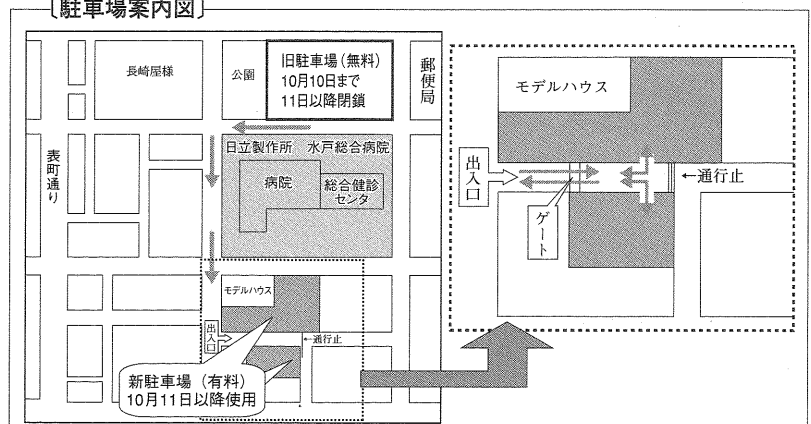 〔駐車場案内図〕
長崎屋様
公園
旧駐車場(無料)
10月10日まで
11日以降閉鎖
郵便局
表町通り
日立製作所 水戸総合病院
病院
総合健診
センタ
モデルハウス
出入口
←通行止
新駐車場(有料)
10月11日以降使用
モデルハウス
出入口
ゲート
←通行止